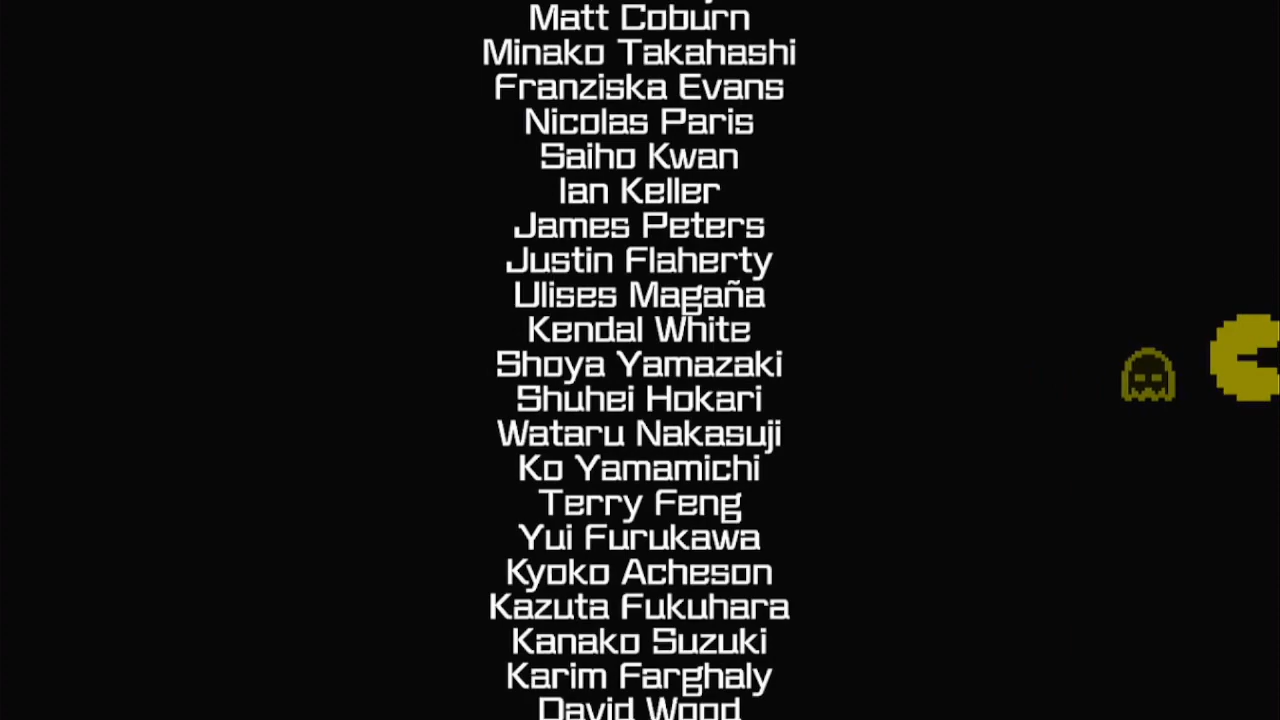 Matt Coburn
Minako Takahashi
Franziska Evans
Nicolas Paris
Saiho Kwan
Ian Keller
James Peters
Justin Flaherty
Ulises Magaña
Kendal White
Shoya Yamazaki
Shuhei Hokari
Wataru Nakasuji
Ko Yamamichi
Terry Feng
Yui Furukawa
Kyoko Acheson
Kazuta Fukuhara
Kanako Suzuki
Karim Farghaly
David Wood